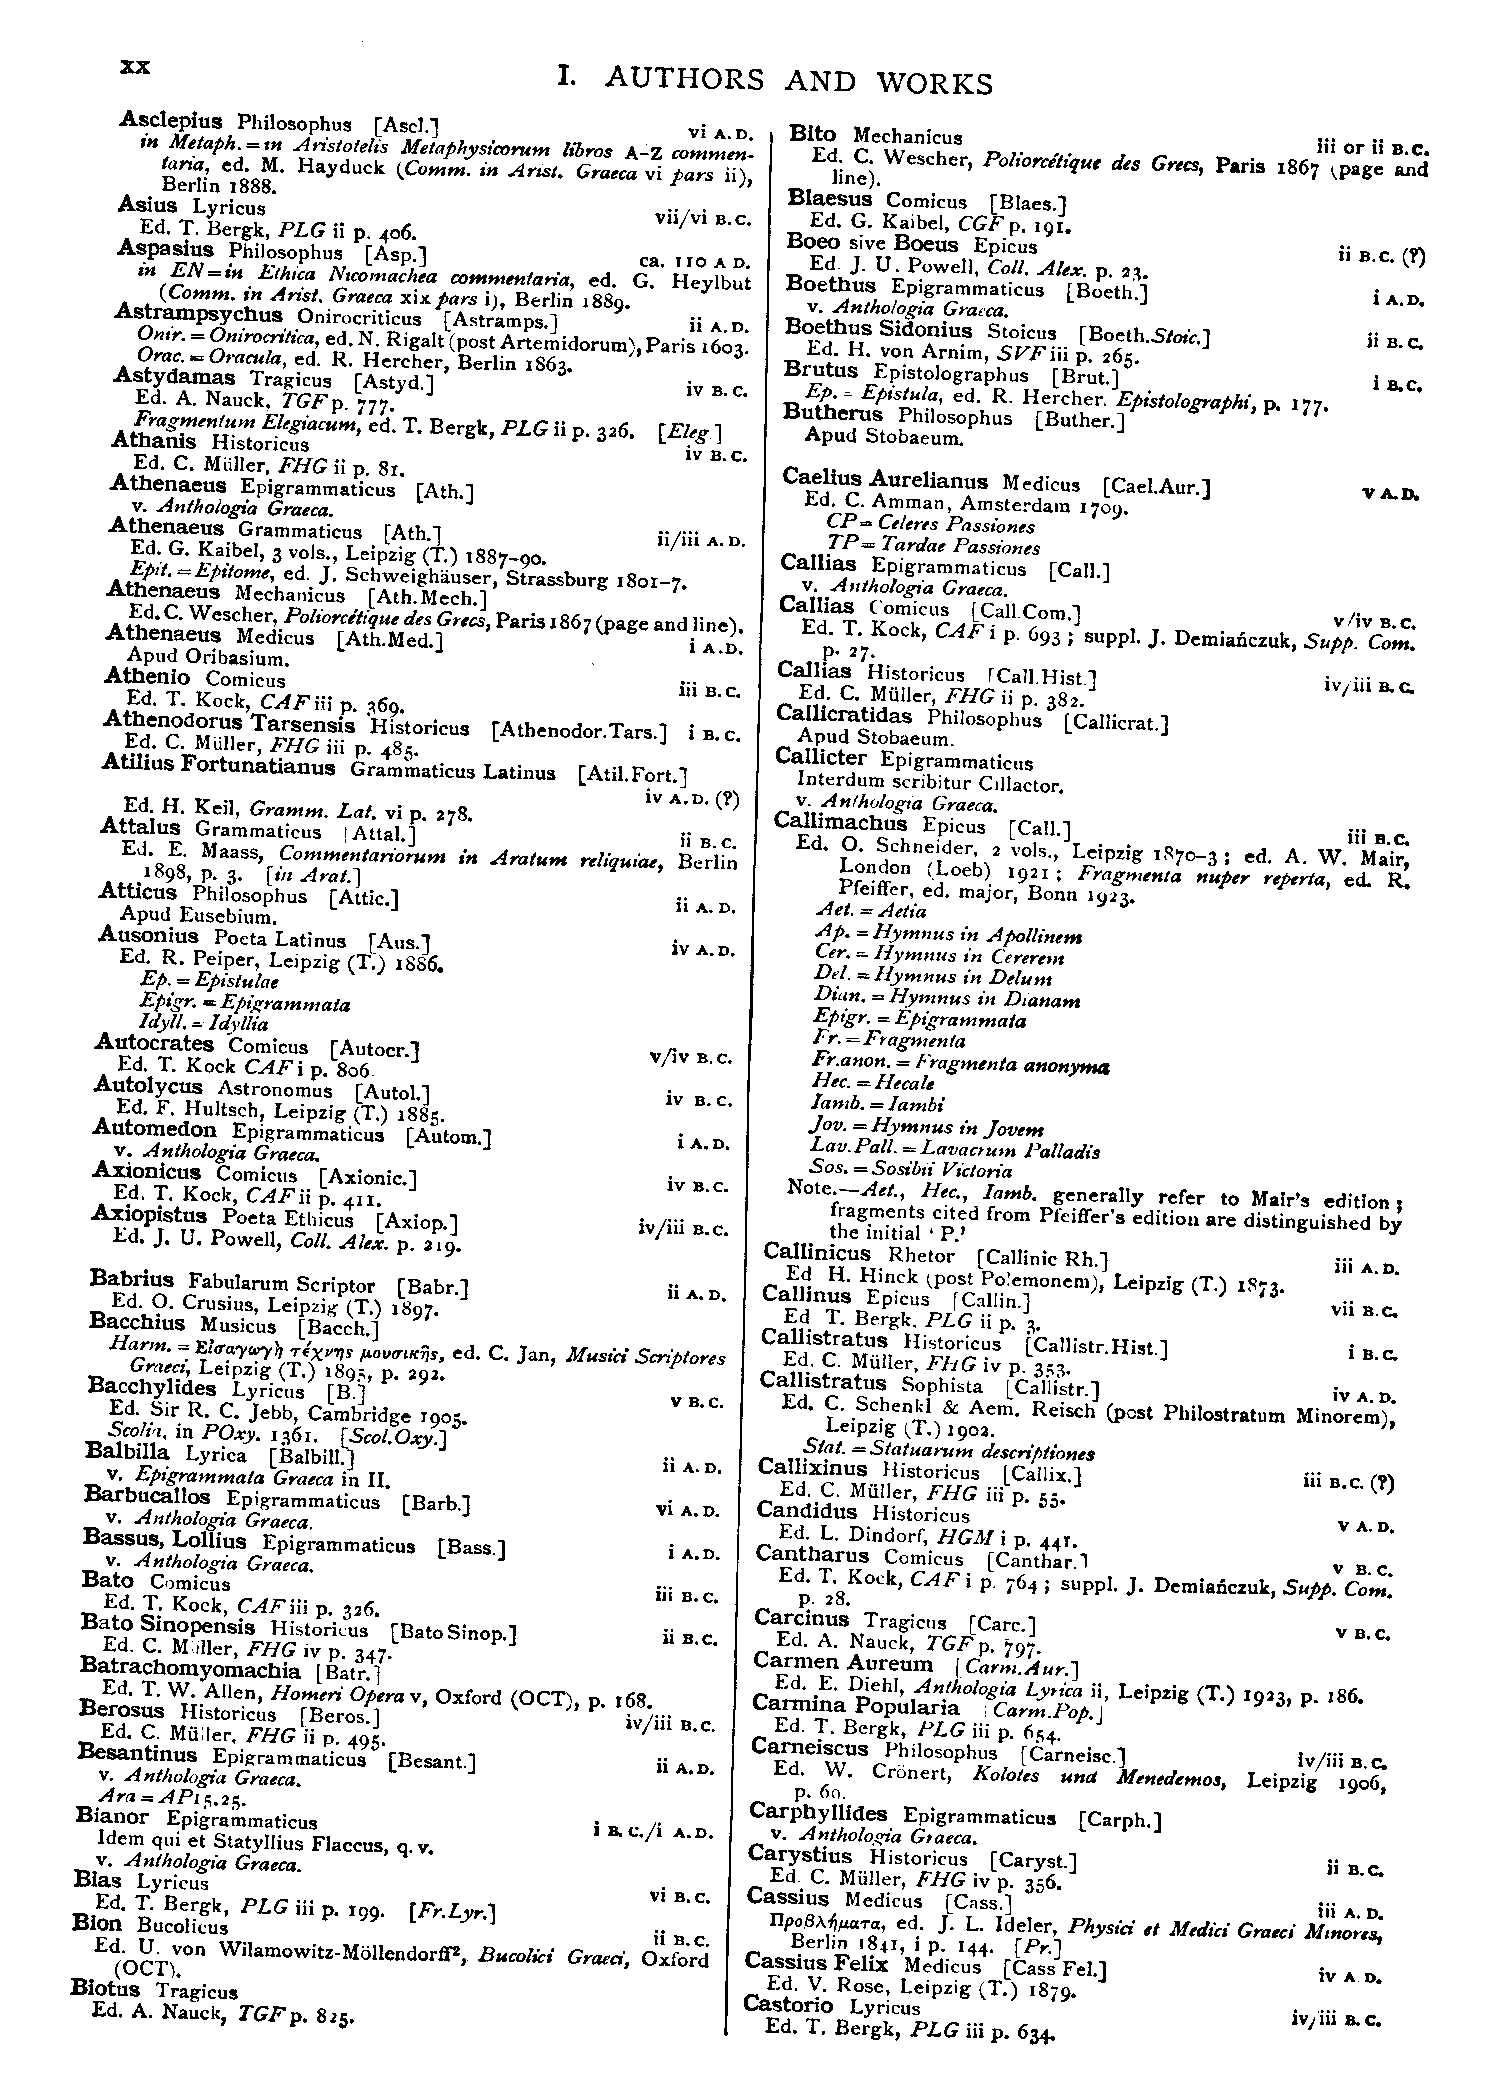 xx
I. AUTHORS AND WORKS
Asclepius Philosophus [Ascl.] vi A.D.
in Metaph. = in Aristotelis Metaphysicorum libros A-Z commen-
taria, ed. M. Hayduck (Comm. in Arist. Graeca vi pars ii),
Berlin 1888.
Asius Lyricus vii/vi B.C.
Ed. T. Bergk, PLG ii p. 406.
Aspasius Philosophus [Asp.] ca. 110 A D.
in EN = in Ethica Nicomachea commentaria, ed. G. Heylbut
(Comm. in Arist. Graeca xix pars i), Berlin 1889.
Astrampsychus Onirocriticus [Astramps.] ii A.D.
Onir. = Onirocritica, ed. N. Rigalt (post Artemidorum), Paris 1603.
Orac. = Oracula, ed. R. Hercher, Berlin 1863.
Astydamas Tragicus [Astyd.] iv B.C.
Ed. A. Nauck, TGF p. 777.
Fragmentum Elegiacum, ed. T. Bergk, PLG ii p. 326. [Eleg.]
Athanis Historicus iv B.C.
Ed. C. Müller, FHG ii p. 81.
Athenaeus Epigrammaticus [Ath.]
v. Anthologia Graeca.
Athenaeus Grammaticus [Ath.] ii/iii A.D.
Ed. G. Kaibel, 3 vols., Leipzig (T.) 1887-90.
Epit. = Epitome, ed. J. Schweighäuser, Strassburg 1801-7.
Athenaeus Mechanicus [Ath.Mech.]
Ed. C. Wescher, Poliorcétique des Grecs, Paris 1867 (page and line).
Athenaeus Medicus [Ath.Med.] i A.D.
Apud Oribasium.
Athenio Comicus iii B.C.
Ed. T. Kock, CAF iii p. 369.
Athenodorus Tarsensis Historicus [Athenodor.Tars.] i B.C.
Ed. C. Müller, FHG iii p. 485.
Atilius Fortunatianus Grammaticus Latinus [Atil.Fort.]
iv A.D. (?)
Ed. H. Keil, Gramm. Lat. vi p. 278.
Attalus Grammaticus [Attal.] ii B.C.
Ed. E. Maass, Commentariorum in Aratum reliquiae, Berlin
1898, p. 3. [in Arat.]
Atticus Philosophus [Attic.] ii A.D.
Apud Eusebium.
Ausonius Poeta Latinus [Aus.] iv A.D.
Ed. R. Peiper, Leipzig (T.) 1886.
Ep. = Epistulae
Epigr. = Epigrammata
Idyll. = Idyllia
Autocrates Comicus [Autocr.] v/iv B.C.
Ed. T. Kock CAF i p. 806.
Autolycus Astronomus [Autol.] iv B.C.
Ed. F. Hultsch, Leipzig (T.) 1885.
Automedon Epigrammaticus [Autom.] i A.D.
v. Anthologia Graeca.
Axionicus Comicus [Axionic.] iv B.C.
Ed. T. Kock, CAF ii p. 411.
Axiopistus Poeta Ethicus [Axiop.] iv/iii B.C.
Ed. J. U. Powell, Coll. Alex. p. 219.
Babrius Fabularum Scriptor [Babr.] ii A.D.
Ed. O. Crusius, Leipzig (T.) 1897.
Bacchius Musicus [Bacch.]
Harm. = Εἰσαγωγὴ τέχνης μουσικῆς, ed. C. Jan, Musici Scriptores
Graeci, Leipzig (T.) 1895, p. 292.
Bacchylides Lyricus [B.] v B.C.
Ed. Sir R. C. Jebb, Cambridge 1905.
Scolia, in POxy. 1361. [Scol.Oxy.]
Balbilla Lyrica [Balbill.] ii A.D.
v. Epigrammata Graeca in II.
Barbucallos Epigrammaticus [Barb.] vi A.D.
v. Anthologia Graeca.
Bassus, Lollius Epigrammaticus [Bass.] i A.D.
v. Anthologia Graeca.
Bato Comicus iii B.C.
Ed. T. Kock, CAF iii p. 326.
Bato Sinopensis Historicus [Bato Sinop.] ii B.C.
Ed. C. Müller, FHG iv p. 347.
Batrachomyomachia [Batr.]
Ed. T. W. Allen, Homeri Opera v, Oxford (OCT), p. 168.
Berosus Historicus [Beros.] iv/iii B.C.
Ed. C. Müller, FHG ii p. 495.
Besantinus Epigrammaticus [Besant.] ii A.D.
v. Anthologia Graeca.
Ara = AP15.25.
Bianor Epigrammaticus i B.C./i A.D.
Idem qui et Statyllius Flaccus, q.v.
v. Anthologia Graeca.
Bias Lyricus vi B.C.
Ed. T. Bergk, PLG iii p. 199. [Fr.Lyr.]
Bion Bucolicus ii B.C.
Ed. U. von Wilamowitz-Möllendorff², Bucolici Graeci, Oxford
(OCT).
Biotus Tragicus
Ed. A. Nauck, TGF p. 825.
Bito Mechanicus iii or ii B.C.
Ed. C. Wescher, Poliorcétique des Grecs, Paris 1867 (page and
line).
Blaesus Comicus [Blaes.]
Ed. G. Kaibel, CGF p. 191.
Boeo sive Boeus Epicus ii B.C. (?)
Ed. J. U. Powell, Coll. Alex. p. 23.
Boethus Epigrammaticus [Boeth.] i A.D.
v. Anthologia Graeca.
Boethus Sidonius Stoicus [Boeth.Stoic.] ii B.C.
Ed. H. von Arnim, SVF iii p. 265.
Brutus Epistolographus [Brut.] i B.C.
Ep. = Epistula, ed. R. Hercher. Epistolographi, p. 177.
Butherus Philosophus [Buther.]
Apud Stobaeum.
Caelius Aurelianus Medicus [Cael.Aur.] v A.D.
Ed. C. Amman, Amsterdam 1709.
CP = Celeres Passiones
TP = Tardae Passiones
Callias Epigrammaticus [Call.]
v. Anthologia Graeca.
Callias Comicus [Call.Com.] v/iv B.C.
Ed. T. Kock, CAF i p. 693 ; suppl. J. Demiańczuk, Supp. Com.
p. 27.
Callias Historicus [Call.Hist.] iv/iii B.C.
Ed. C. Müller, FHG ii p. 382.
Callicratidas Philosophus [Callicrat.]
Apud Stobaeum.
Callicter Epigrammaticus
Interdum scribitur Cillactor.
v. Anthologia Graeca.
Callimachus Epicus [Call.] iii B.C.
Ed. O. Schneider, 2 vols., Leipzig 1870-3 ; ed. A. W. Mair,
London (Loeb) 1921 ; Fragmenta nuper reperta, ed. R.
Pfeiffer, ed. major, Bonn 1923.
Aet. = Aetia
Ap. = Hymnus in Apollinem
Cer. = Hymnus in Cererem
Del. = Hymnus in Delum
Dian. = Hymnus in Dianam
Epigr. = Epigrammata
Fr. = Fragmenta
Fr.anon. = Fragmenta anonyma
Hec. = Hecale
Iamb. = Iambi
Jov. = Hymnus in Jovem
Lav.Pall. = Lavacrum Palladis
Sos. = Sosibii Victoria
Note.—Aet., Hec., Iamb. generally refer to Mair's edition ;
fragments cited from Pfeiffer's edition are distinguished by
the initial ‘ P.’
Callinicus Rhetor [Callinic Rh.] iii A.D.
Ed H. Hinck (post Polemonem), Leipzig (T.) 1873.
Callinus Epicus [Callin.] vii B.C.
Ed T. Bergk. PLG ii p. 3.
Callistratus Historicus [Callistr.Hist.] i B.C.
Ed. C. Müller, FHG iv p. 353.
Callistratus Sophista [Callistr.] iv A.D.
Ed. C. Schenkl & Aem. Reisch (post Philostratum Minorem),
Leipzig (T.) 1902.
Stat. = Statuarum descriptiones
Callixinus Historicus [Callix.] iii B.C. (?)
Ed. C. Müller, FHG iii p. 55.
Candidus Historicus v A.D.
Ed. L. Dindorf, HGM i p. 441.
Cantharus Comicus [Canthar.] v B.C.
Ed. T. Kock, CAF i p. 764 ; suppl. J. Demiańczuk, Supp. Com.
p. 28.
Carcinus Tragicus [Carc.] v B.C.
Ed. A. Nauck, TGF p. 797.
Carmen Aureum [Carm.Aur.]
Ed. E. Diehl, Anthologia Lyrica ii, Leipzig (T.) 1923, p. 186.
Carmina Popularia [Carm.Pop.]
Ed. T. Bergk, PLG iii p. 654.
Carneiscus Philosophus [Carneisc.] iv/iii B.C.
Ed. W. Crönert, Kolotes und Menedemos, Leipzig 1906,
p. 60.
Carphyllides Epigrammaticus [Carph.]
v. Anthologia Graeca.
Carystius Historicus [Caryst.] ii B.C.
Ed. C. Müller, FHG iv p. 356.
Cassius Medicus [Cass.] iii A.D.
Προβλήματα, ed. J. L. Ideler, Physici et Medici Graeci Minores,
Berlin 1841, i p. 144. [Pr.]
Cassius Felix Medicus [Cass Fel.] iv A D.
Ed. V. Rose, Leipzig (T.) 1879.
Castorio Lyricus iv/iii B.C.
Ed. T. Bergk, PLG iii p. 634.